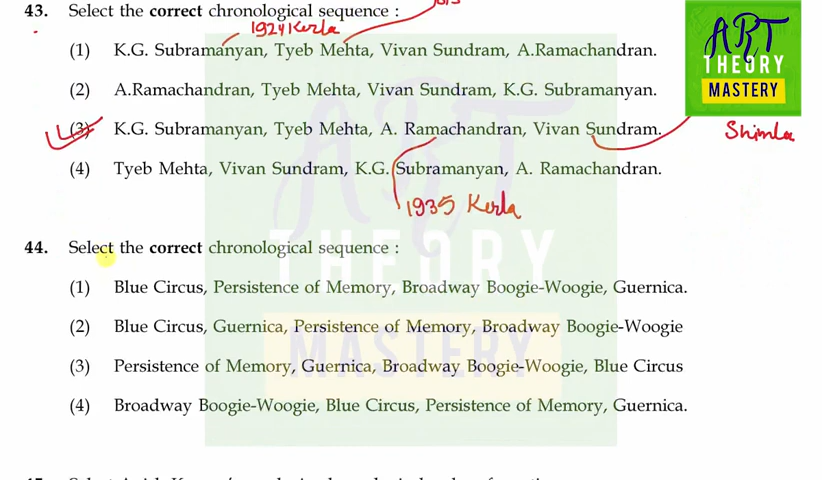 43. Select the correct chronological sequence :
1924 Kerla
(1) K.G. Subramanyan, Tyeb Mehta, Vivan Sundram, A.Ramachandran.
(2) A.Ramachandran, Tyeb Mehta, Vivan Sundram, K.G. Subramanyan.
(3) K.G. Subramanyan, Tyeb Mehta, A. Ramachandran, Vivan Sundram.
Shimla
(4) Tyeb Mehta, Vivan Sundram, K.G. Subramanyan, A. Ramachandran.
1935 Kerla
44. Select the correct chronological sequence :
(1) Blue Circus, Persistence of Memory, Broadway Boogie-Woogie, Guernica.
(2) Blue Circus, Guernica, Persistence of Memory, Broadway Boogie-Woogie
(3) Persistence of Memory, Guernica, Broadway Boogie-Woogie, Blue Circus
(4) Broadway Boogie-Woogie, Blue Circus, Persistence of Memory, Guernica.
ART
THEORY
MASTERY
ART
THEORY
MASTERY